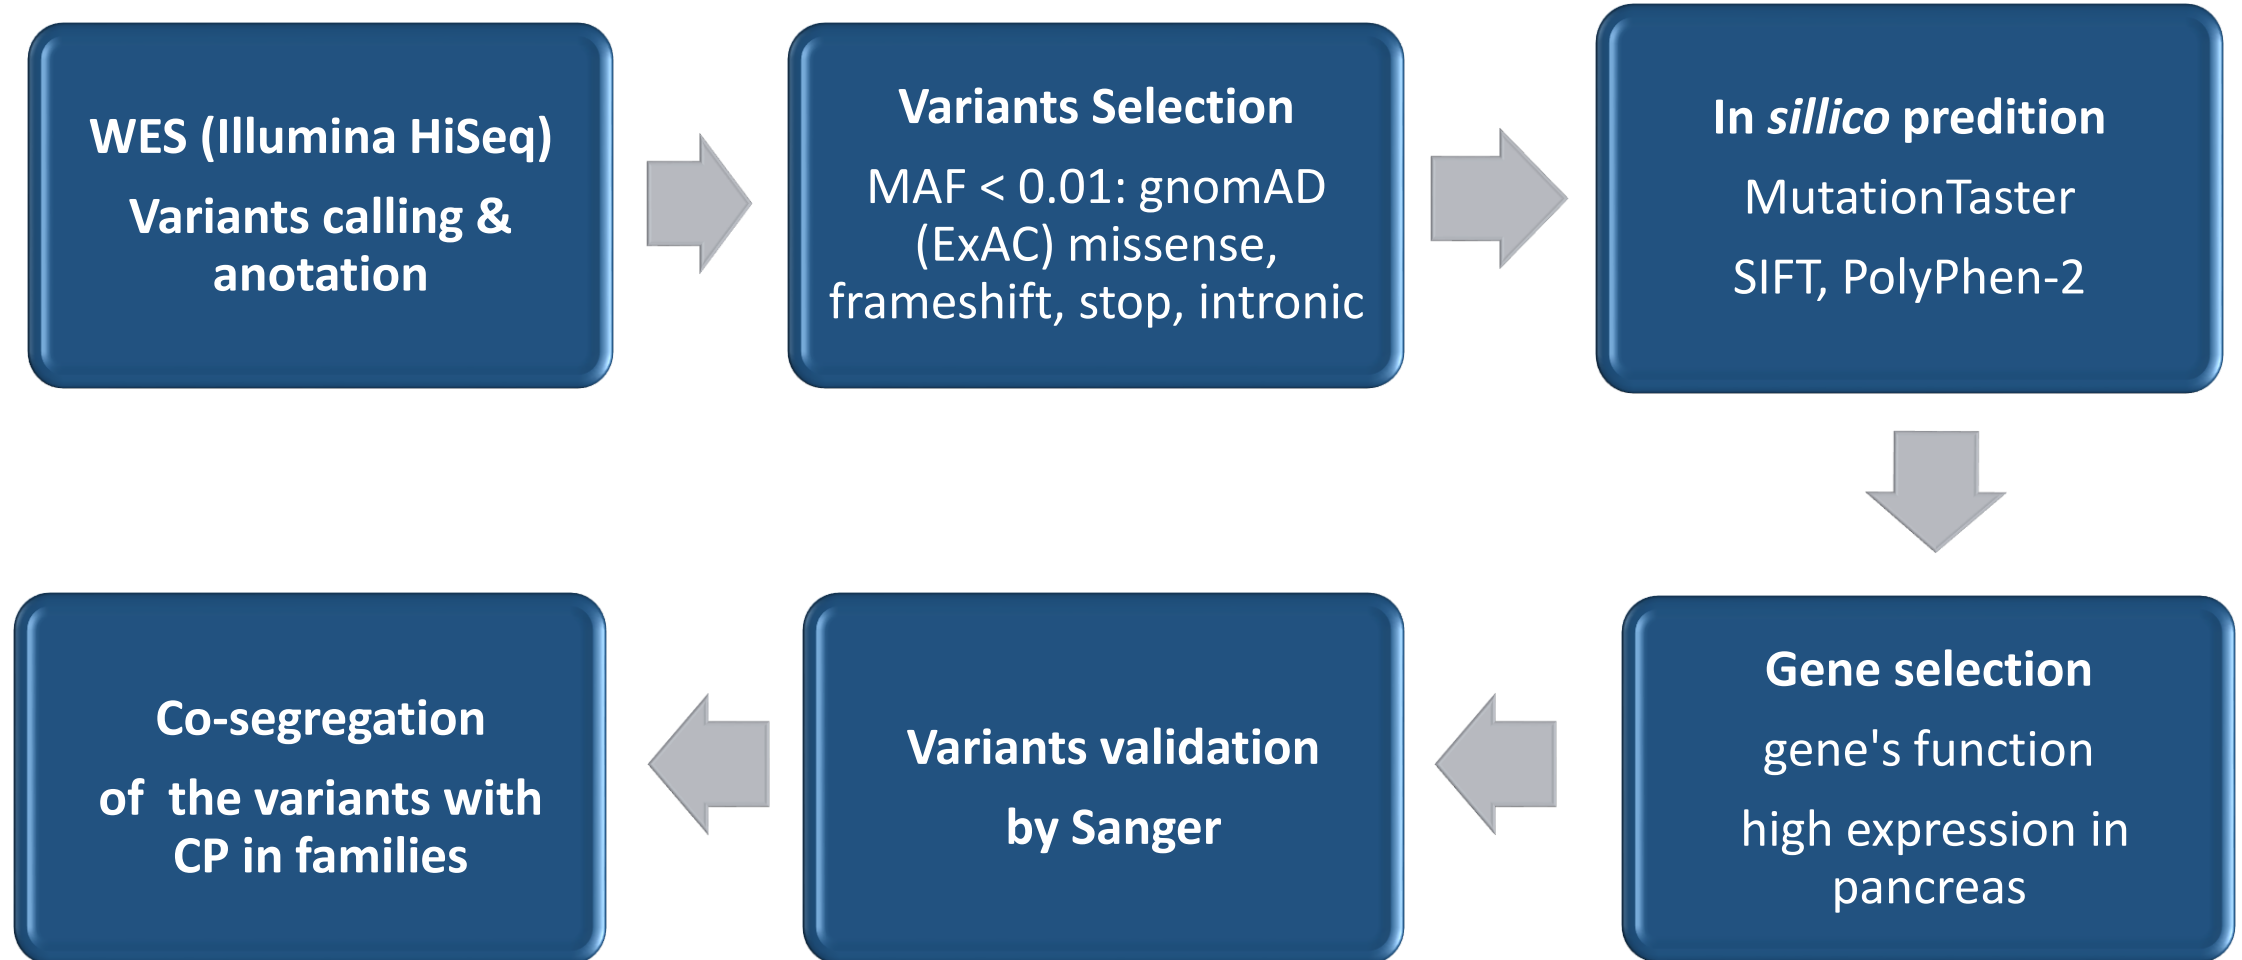 WES (Illumina HiSeq)
Variants calling &
anotation
Variants Selection
MAF < 0.01: gnomAD
(ExAC) missense,
frameshift, stop, intronic
In sillico predition
MutationTaster
SIFT, PolyPhen-2
Gene selection
gene's function
high expression in
pancreas
Variants validation
by Sanger
Co-segregation
of  the variants with
CP in families